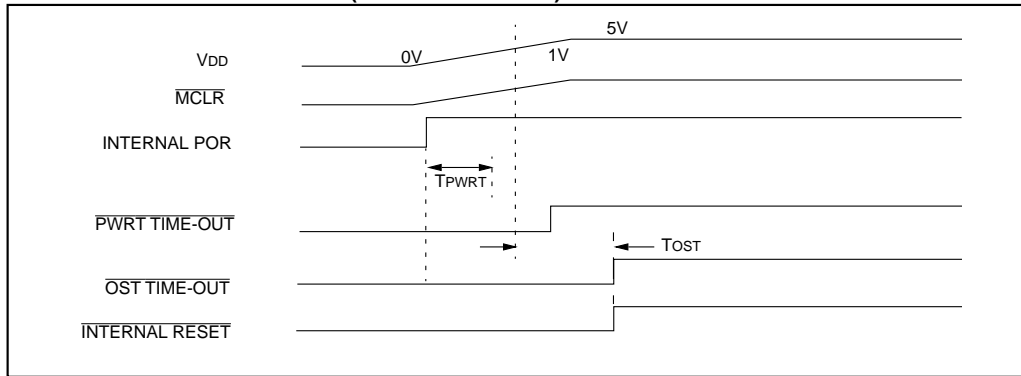 5V
VDD
0V
1V
MCLR
INTERNAL POR
TPWRT
PWRT TIME-OUT
TOST
OST TIME-OUT
INTERNAL RESET